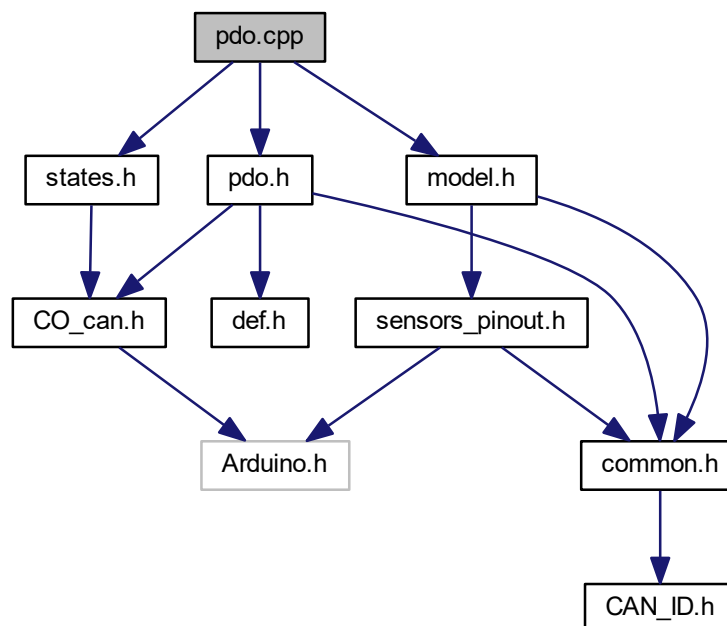 pdo.cpp
states.h
pdo.h
model.h
CO_can.h
def.h
sensors_pinout.h
Arduino.h
common.h
CAN_ID.h